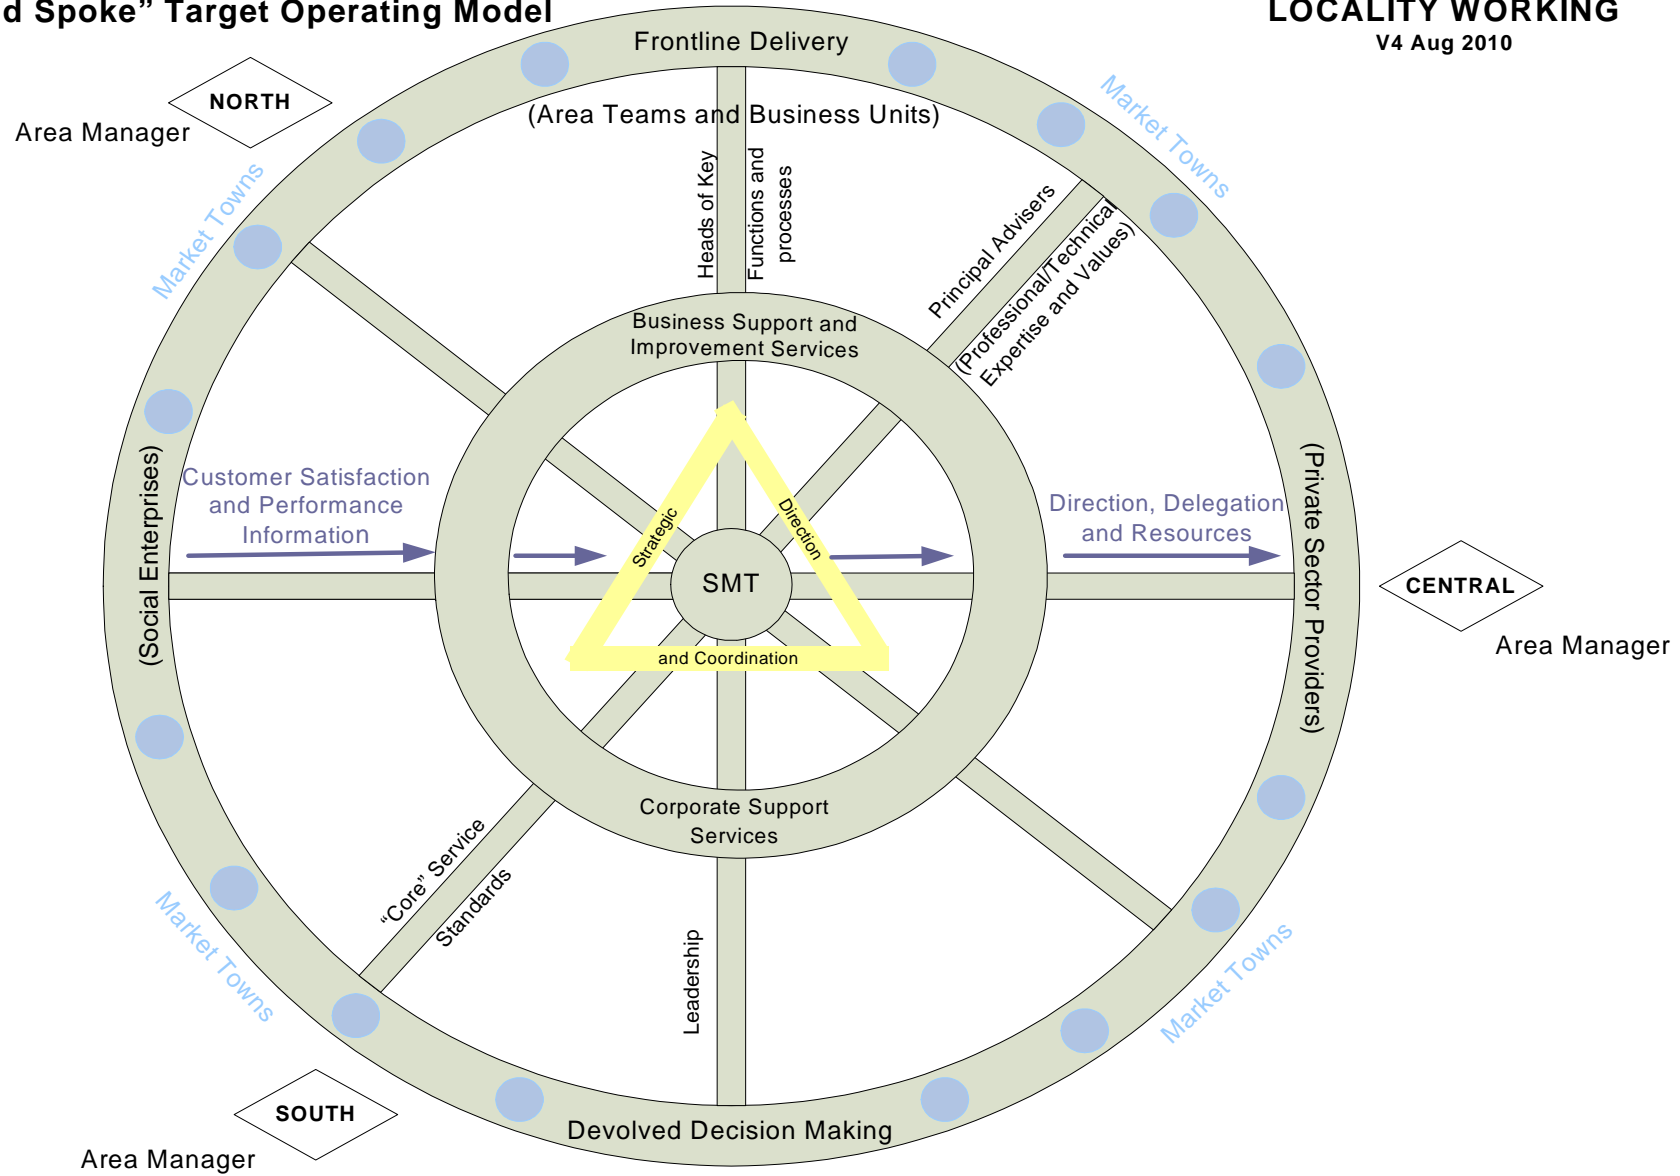 d Spoke” Target Operating Model
LOCALITY WORKING
V4 Aug 2010
Frontline Delivery
(Area Teams and Business Units)
NORTH
Area Manager
Market Towns
Market Towns
Heads of Key
Functions and
processes
Principal Advisers
(Professional/Technical
Expertise and Values)
Business Support and
Improvement Services
Customer Satisfaction
and Performance
Information
Strategic
Direction
and Coordination
SMT
Direction, Delegation
and Resources
(Social Enterprises)
(Private Sector Providers)
CENTRAL
Area Manager
Corporate Support
Services
“Core” Service
Standards
Leadership
Market Towns
Market Towns
SOUTH
Area Manager
Devolved Decision Making